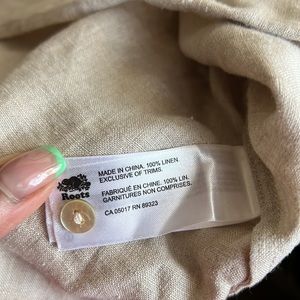 Roots
MADE IN CHINA. 100% LINEN
EXCLUSIVE OF TRIMS.
FABRIQUÉ EN CHINE. 100% LIN.
GARNITURES NON COMPRISES.
CA 05017 RN 89323